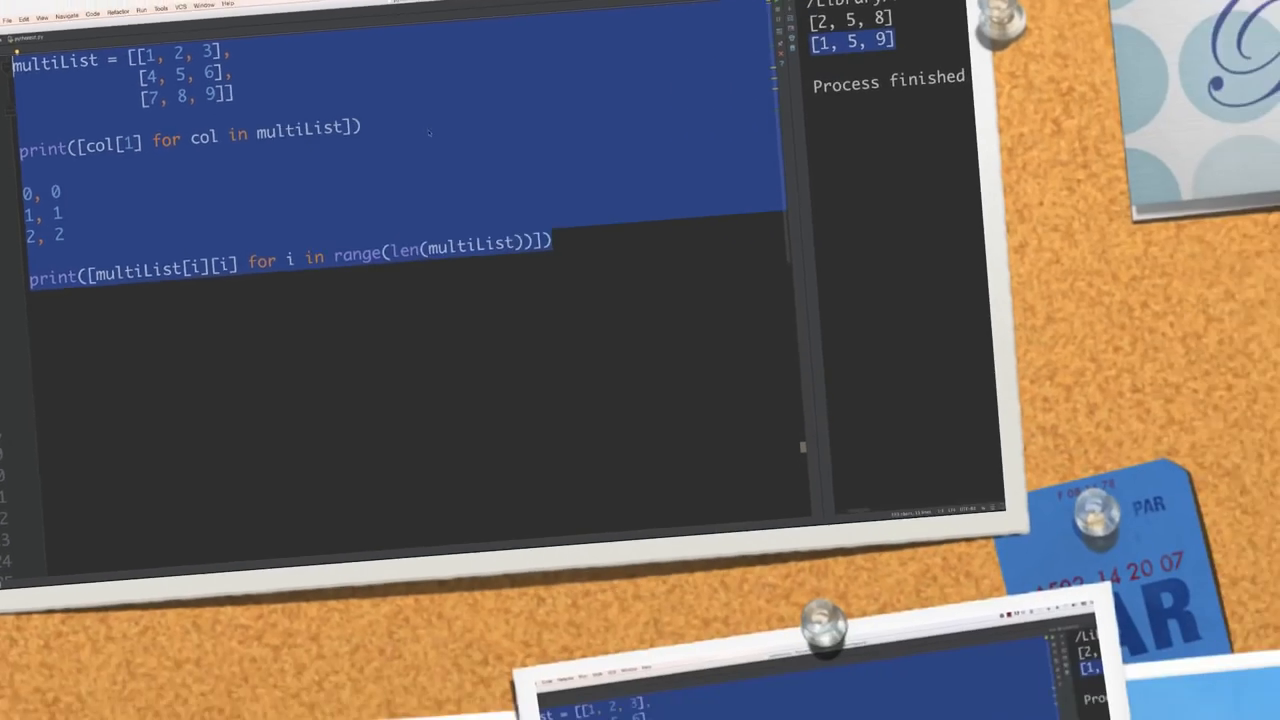 File Edit View Navigate Code Refactor Run Tools VCS Window Help
multiList = [[1, 2, 3],
[4, 5, 6],
[7, 8, 9]]
print([col[1] for col in multiList])
0, 0
1, 1
2, 2
print([multiList[i][i] for i in range(len(multiList))])
[2, 5, 8]
[1, 5, 9]
Process finished
PAR
14 20 07
AR
st = [[1, 2, 3],
/Li
[2,
[1,
Pro